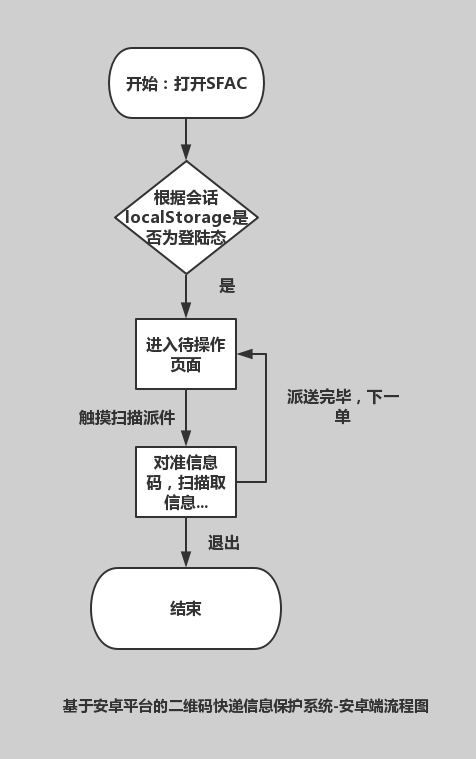 开始：打开SFAC
根据会话
localStorage是
否为登陆态
是
进入待操作
页面
触摸扫描派件
派送完毕，下一
单
对准信息
码，扫描取
信息...
退出
结束
基于安卓平台的二维码快递信息保护系统-安卓端流程图